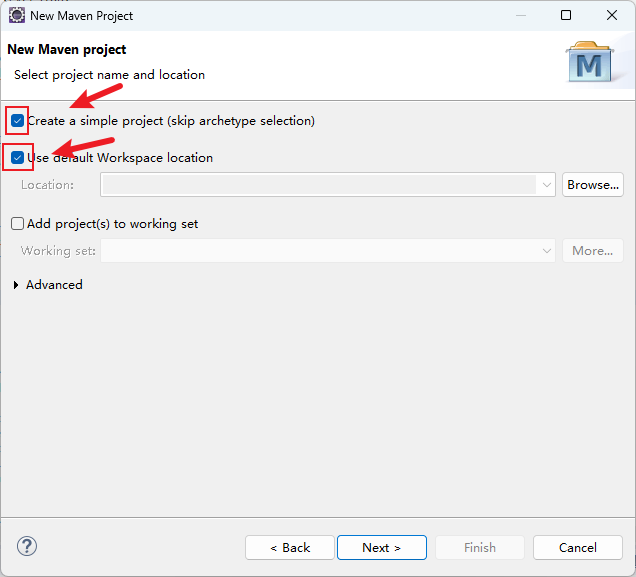 New Maven Project
New Maven project
Select project name and location
M
Create a simple project (skip archetype selection)
Use default Workspace location
Location:
Browse...
Add project(s) to working set
Working set:
More...
Advanced
?
< Back
Next >
Finish
Cancel